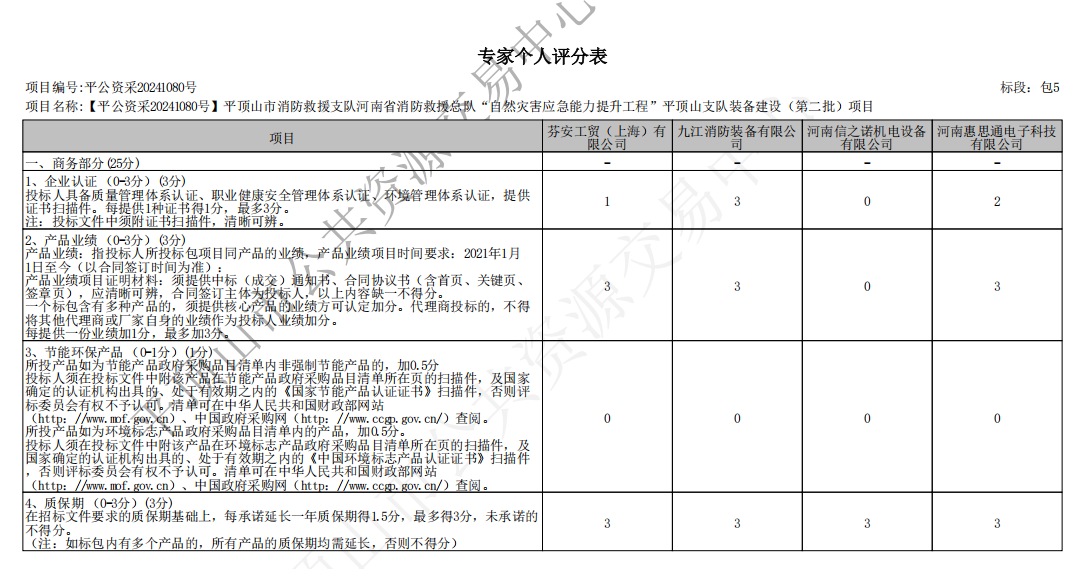 专家个人评分表
项目编号:平公资采20241080号
标段：包5
项目名称:【平公资采20241080号】平顶山市消防救援支队河南省消防救援总队“自然灾害应急能力提升工程”平顶山支队装备建设（第二批）项目
项目
芬安工贸（上海）有限公司
九江消防装备有限公司
河南信之诺机电设备有限公司
河南惠思通电子科技有限公司
一、商务部分(25分)
－ － － －
1、企业认证（0-3分）(3分)
投标人具备质量管理体系认证、职业健康安全管理体系认证、环境管理体系认证，提供
证书扫描件。每提供1种证书得1分，最多3分。
注：投标文件中须附证书扫描件，清晰可辨。
1 3 0 2
2、产品业绩（0-3分）(3分)
产品业绩：指投标人所投标包项目同产品的业绩，产品业绩项目时间要求：2021年1月
1日至今（以合同签订时间为准）；
产品业绩项目证明材料：须提供中标（成交）通知书、合同协议书（含首页、关键页、
签章页），应清晰可辨，合同签订主体为投标人，以上内容缺一不得分。
一个标包含有多种产品的，须提供核心产品的业绩方可认定加分。代理商投标的，不得
将其他代理商或厂家自身的业绩作为投标人业绩加分。
每提供一份业绩加1分，最多加3分。
3 3 0 3
3、节能环保产品（0-1分）(1分)
所投产品如为节能产品政府采购品目清单内非强制节能产品的，加0.5分
投标人须在投标文件中附该产品在节能产品政府采购品目清单所在页的扫描件，及国家
确定的认证机构出具的、处于有效期之内的《国家节能产品认证证书》扫描件，否则评
标委员会有权不予认可。清单可在中华人民共和国财政部网站
（http：//www.mof.gov.cn）、中国政府采购网（http：//www.ccgp.gov.cn/）查阅。
所投产品如为环境标志产品政府采购品目清单内的产品，加0.5分。
投标人须在投标文件中附该产品在环境标志产品政府采购品目清单所在页的扫描件，及
国家确定的认证机构出具的、处于有效期之内的《中国环境标志产品认证证书》扫描件
，否则评标委员会有权不予认可。清单可在中华人民共和国财政部网站
（http：//www.mof.gov.cn）、中国政府采购网（http：//www.ccgp.gov.cn/）查阅。
0 0 0 0
4、质保期（0-3分）(3分)
在招标文件要求的质保期基础上，每承诺延长一年质保期得1.5分，最多得3分，未承诺的
不得分。
（注：如标包内有多个产品的，所有产品的质保期均需延长，否则不得分）
3 3 3 3
平顶山市公共资源交易中心